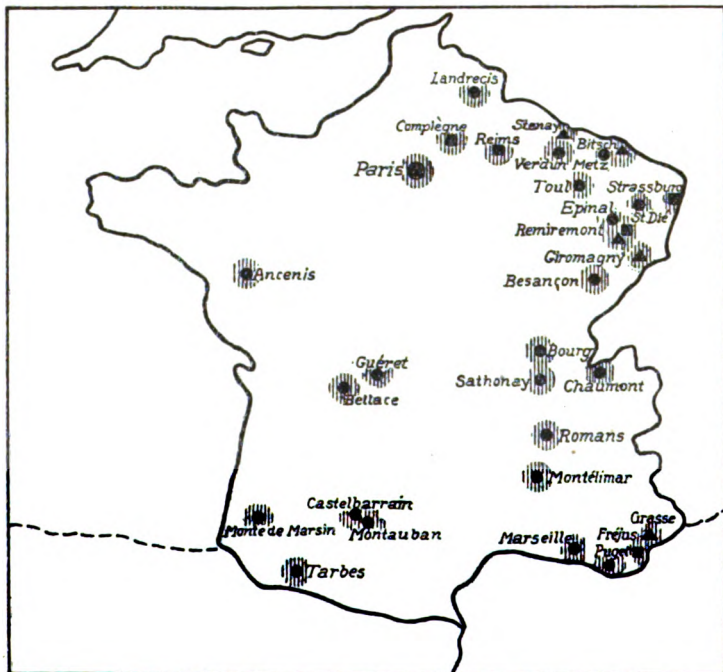 Landrecis
Stenay
Compiègne
Reims
Bitsch
Verdun
Metz
Paris
Toul
Strassburg
Epinal
St Dié
Remiremont
Giromagny
Ancenis
Besançon
Bourg
Guéret
Sathonay
Chaumont
Bellace
Romans
Montélimar
Castelbarrain
Monte de Marsin
Montauban
Grasse
Marseille
Fréjus
Puget
Tarbes